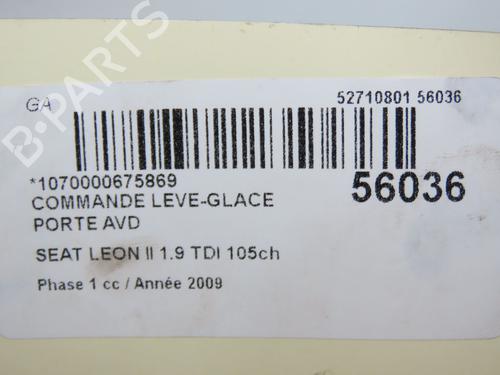 GA
52710801 56036
B-PARTS
*1070000675869
56036
COMMANDE LEVE-GLACE
PORTE AVD
SEAT LEON II 1.9 TDI 105ch
Phase 1 cc / Année 2009